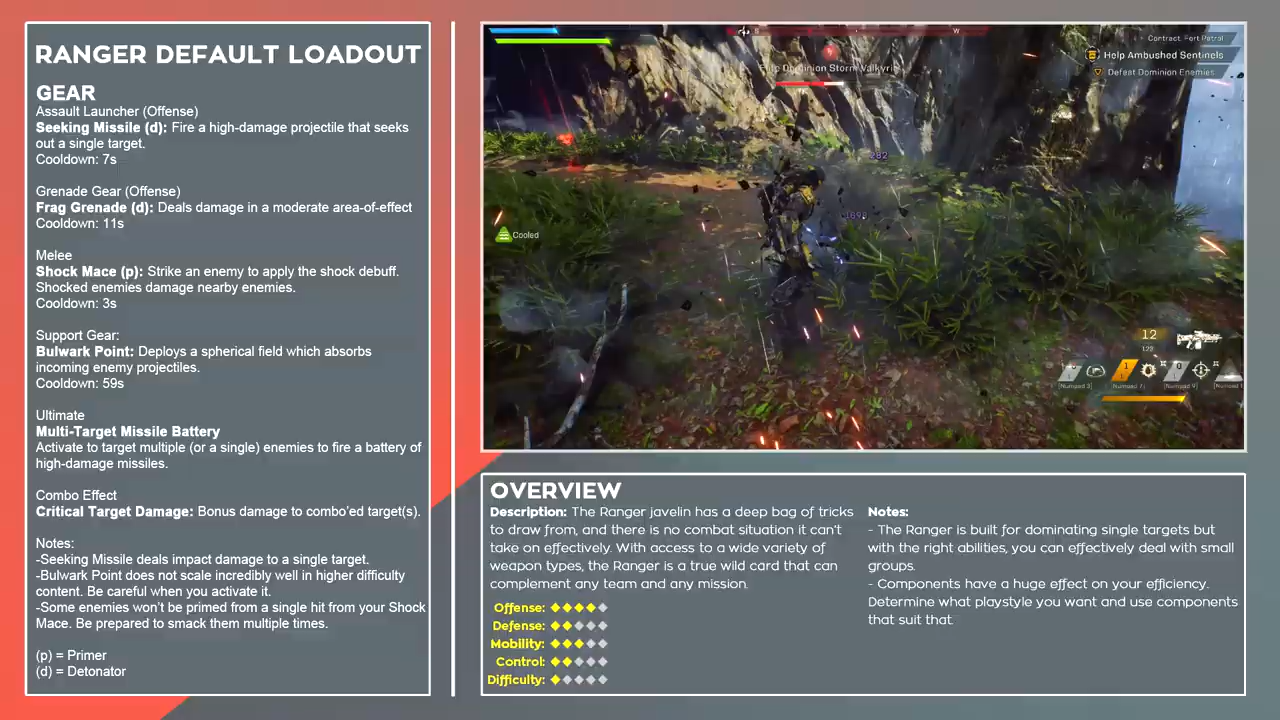 RANGER DEFAULT LOADOUT
GEAR
Assault Launcher (Offense)
Seeking Missile (d): Fire a high-damage projectile that seeks
out a single target.
Cooldown: 7s
Grenade Gear (Offense)
Frag Grenade (d): Deals damage in a moderate area-of-effect
Cooldown: 11s
Melee
Shock Mace (p): Strike an enemy to apply the shock debuff.
Shocked enemies damage nearby enemies.
Cooldown: 3s
Support Gear:
Bulwark Point: Deploys a spherical field which absorbs
incoming enemy projectiles.
Cooldown: 59s
Ultimate
Multi-Target Missile Battery
Activate to target multiple (or a single) enemies to fire a battery of
high-damage missiles.
Combo Effect
Critical Target Damage: Bonus damage to combo'ed target(s).
Notes:
-Seeking Missile deals impact damage to a single target.
-Bulwark Point does not scale incredibly well in higher difficulty
content. Be careful when you activate it.
-Some enemies won't be primed from a single hit from your Shock
Mace. Be prepared to smack them multiple times.
(p) = Primer
(d) = Detonator
S
W
Contract: Fort Patrol
Help Ambushed Sentinels
Defeat Dominion Enemies
Dominion Storm Valkyrie
282
Cooled
12
OVERVIEW
Description: The Ranger javelin has a deep bag of tricks
to draw from, and there is no combat situation it can't
take on effectively. With access to a wide variety of
weapon types, the Ranger is a true wild card that can
complement any team and any mission.
Offense:
Defense:
Mobility:
Control:
Difficulty:
Notes:
- The Ranger is built for dominating single targets but
with the right abilities, you can effectively deal with small
groups.
- Components have a huge effect on your efficiency.
Determine what playstyle you want and use components
that suit that.